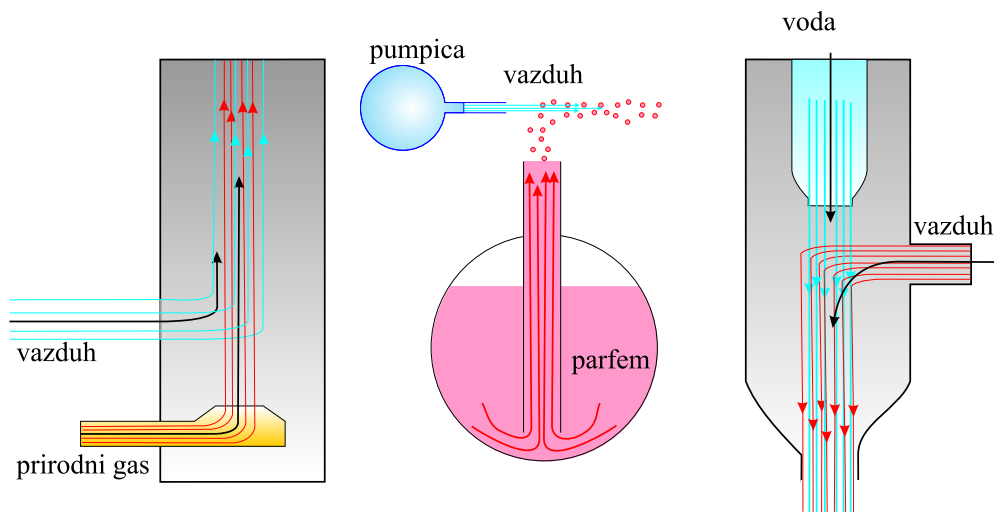 vazduh
prirodni gas
pumpica
vazduh
parfem
voda
vazduh